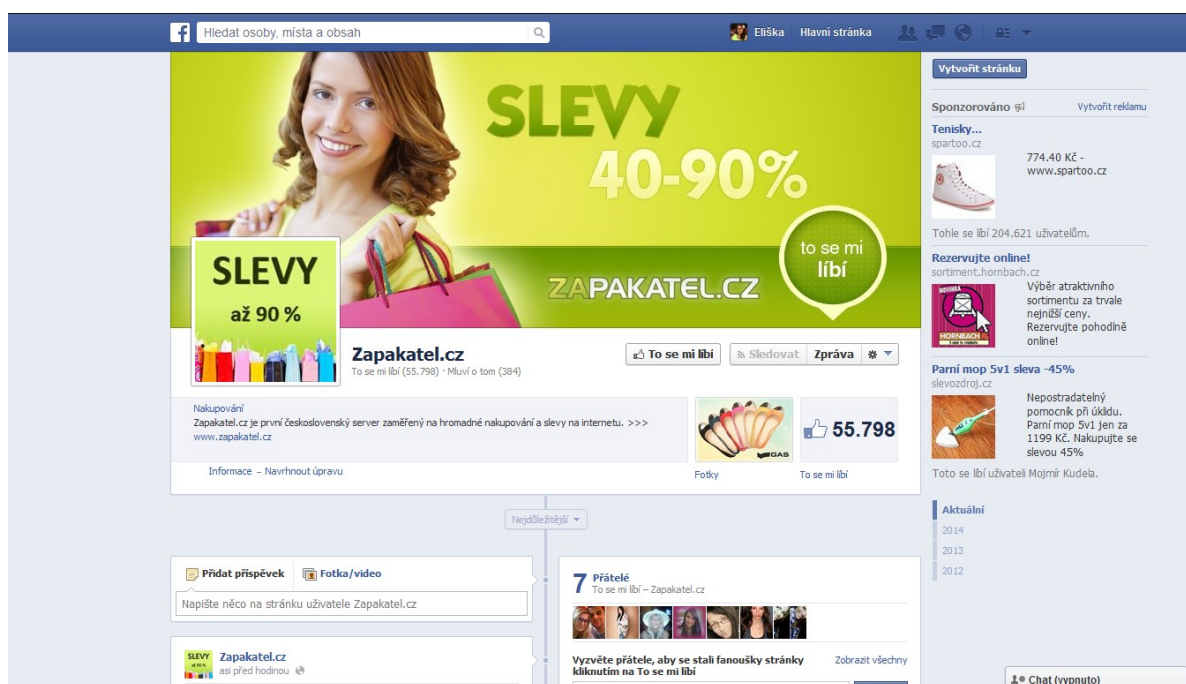 Hledat osoby, místa a obsah
Eliška Hlavní stránka
SLEVY
40-90%
to se mi
líbí
ZAPAKATEL.CZ
SLEVY
až 90 %
Zapakatel.cz
To se mi líbí (55.798) · Mluví o tom (384)
To se mi líbí
Sledovat
Zpráva
Nakupování
Zapakatel.cz je první československý server zaměřený na hromadné nakupování a slevy na internetu. >>>
www.zapakatel.cz
Informace – Navrhnout úpravu
GAS
55.798
Fotky
To se mi líbí
Nejdůležitější
Přidat příspěvek
Fotka/video
Napište něco na stránku uživatele Zapakatel.cz
SLEVY
až 90 %
Zapakatel.cz
asi před hodinou
7 Přátelé
To se mi líbí – Zapakatel.cz
Vyzvěte přátele, aby se stali fanoušky stránky
kliknutím na To se mi líbí
Zobrazit všechny
Vytvořit stránku
Sponzorováno
Vytvořit reklamu
Tenisky...
spartoo.cz
774.40 Kč -
www.spartoo.cz
Tohle se líbí 204.621 uživatelům.
Rezervujte online!
sortiment.hornbach.cz
NOVINKA
HORNBACH
Výběr atraktivního
sortimentu za trvale
nejnižší ceny.
Rezervujte pohodlně
online!
Parní mop 5v1 sleva -45%
slevozdroj.cz
Nepostradatelný
pomocník při úklidu.
Parní mop 5v1 jen za
1199 Kč. Nakupujte se
slevou 45%
Toto se líbí uživateli Mojmír Kudela.
Aktuální
2014
2013
2012
Chat (vypnuto)